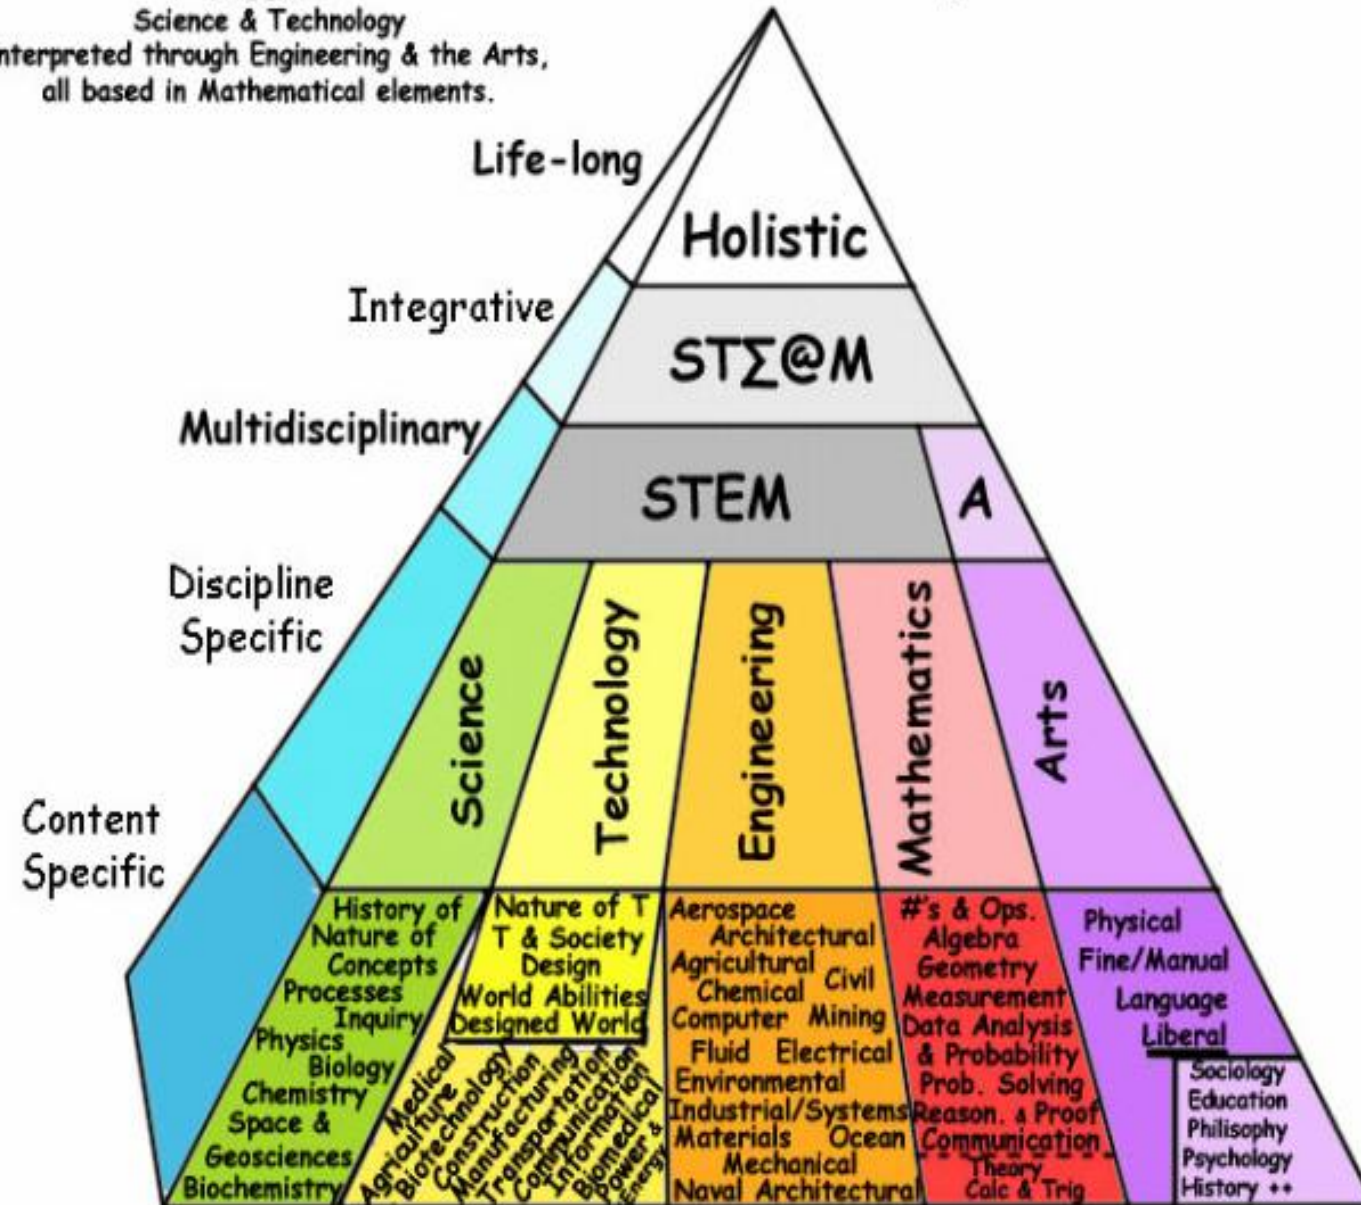 Science & Technology
nterpreted through Engineering & the Arts,
all based in Mathematical elements.
Life-long
Holistic
Integrative
ST∑@M
Multidisciplinary
STEM
A
Discipline
Specific
Science
Technology
Engineering
Mathematics
Arts
Content
Specific
History of
Nature of
Concepts
Processes
Inquiry
Physics
Biology
Chemistry
Space &
Geosciences
Biochemistry
Nature of T
T & Society
Design
World Abilities
Designed World
Medical
Agriculture
Biotechnology
Construction
Manufacturing
Transportation
Communication
Information
Biomedical
Power &
Energy
Aerospace
Architectural
Agricultural
Civil
Chemical
Computer Mining
Fluid Electrical
Environmental
Industrial/Systems
Materials Ocean
Mechanical
Naval Architectural
#'s & Ops.
Algebra
Geometry
Measurement
Data Analysis
& Probability
Prob. Solving
Reason. & Proof
Communication
Theory
Calc & Trig
Physical
Fine/Manual
Language
Liberal
Sociology
Education
Philisophy
Psychology
History ++